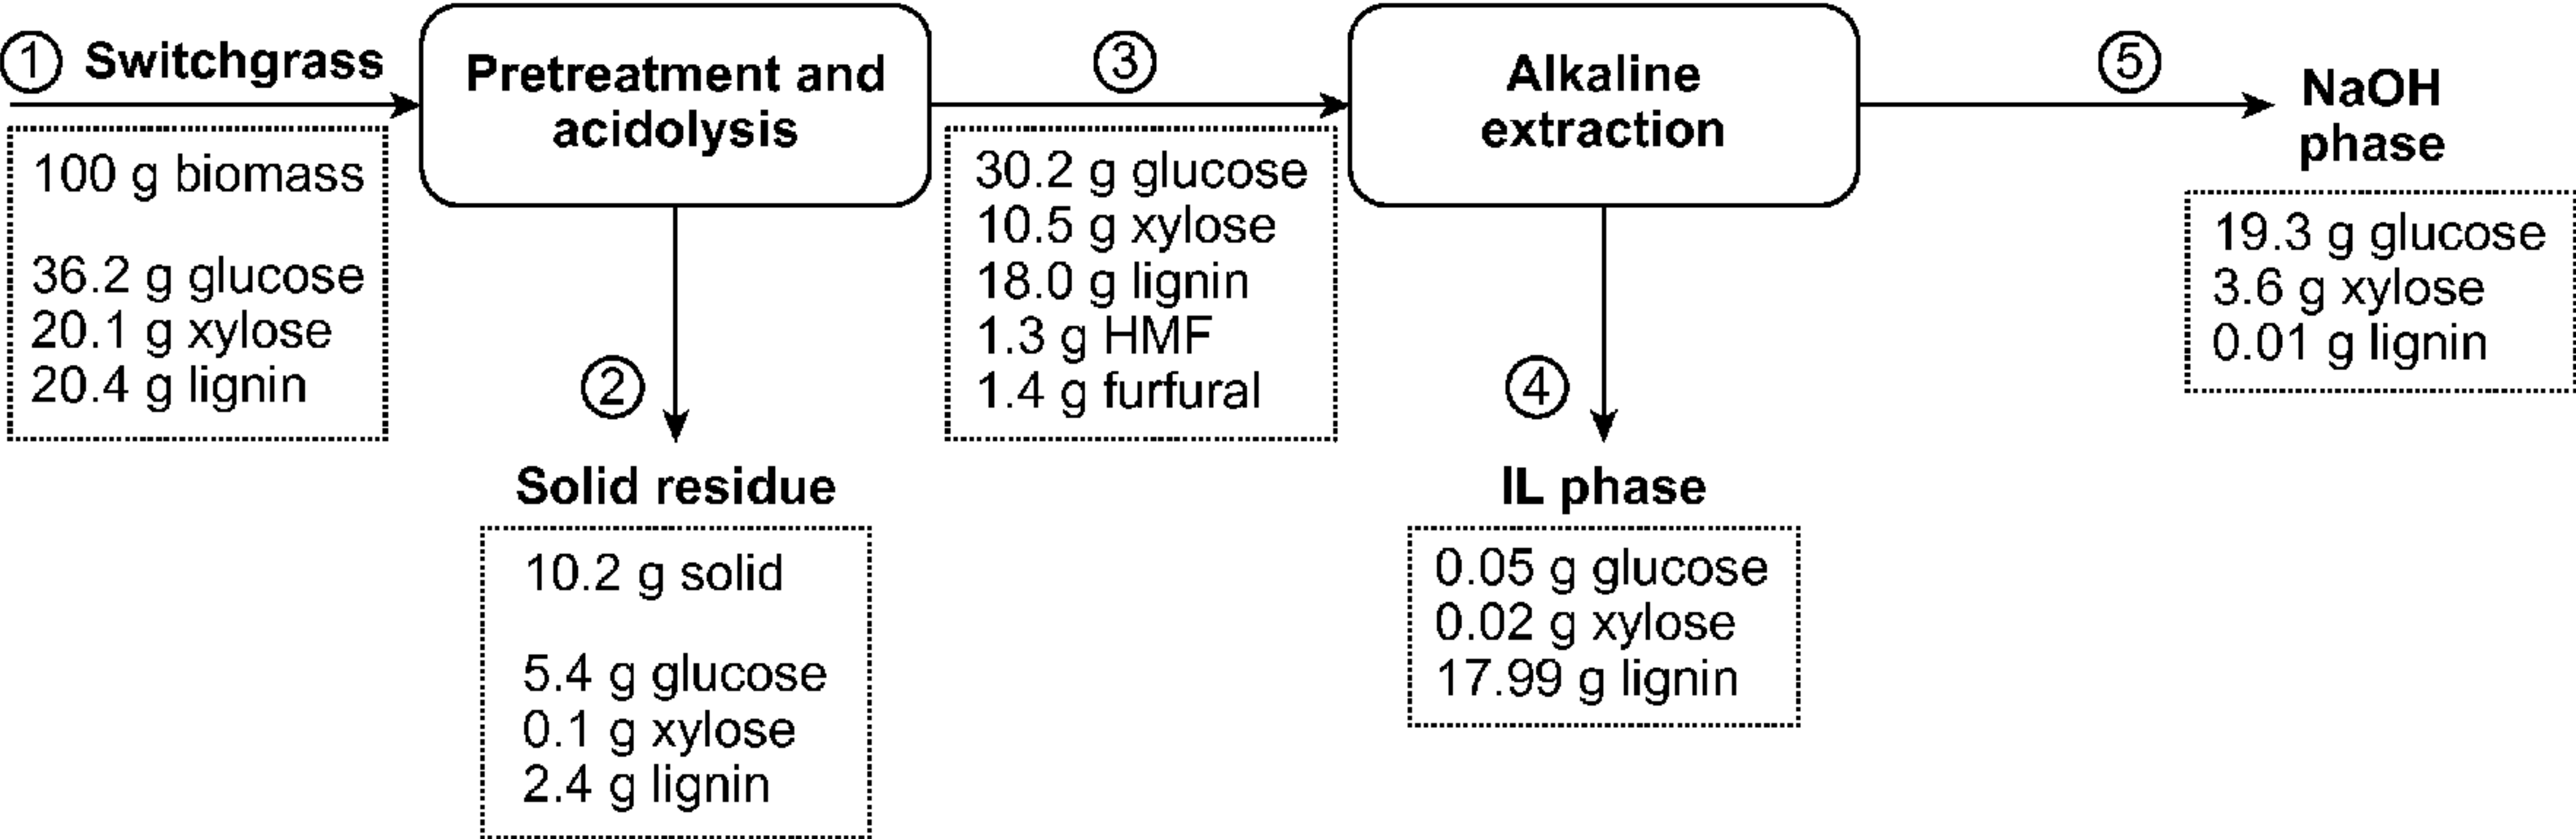 ① Switchgrass
100 g biomass
36.2 g glucose
20.1 g xylose
20.4 g lignin
Pretreatment and
acidolysis
②
Solid residue
10.2 g solid
5.4 g glucose
0.1 g xylose
2.4 g lignin
③
30.2 g glucose
10.5 g xylose
18.0 g lignin
1.3 g HMF
1.4 g furfural
Alkaline
extraction
④
IL phase
0.05 g glucose
0.02 g xylose
17.99 g lignin
⑤
NaOH
phase
19.3 g glucose
3.6 g xylose
0.01 g lignin